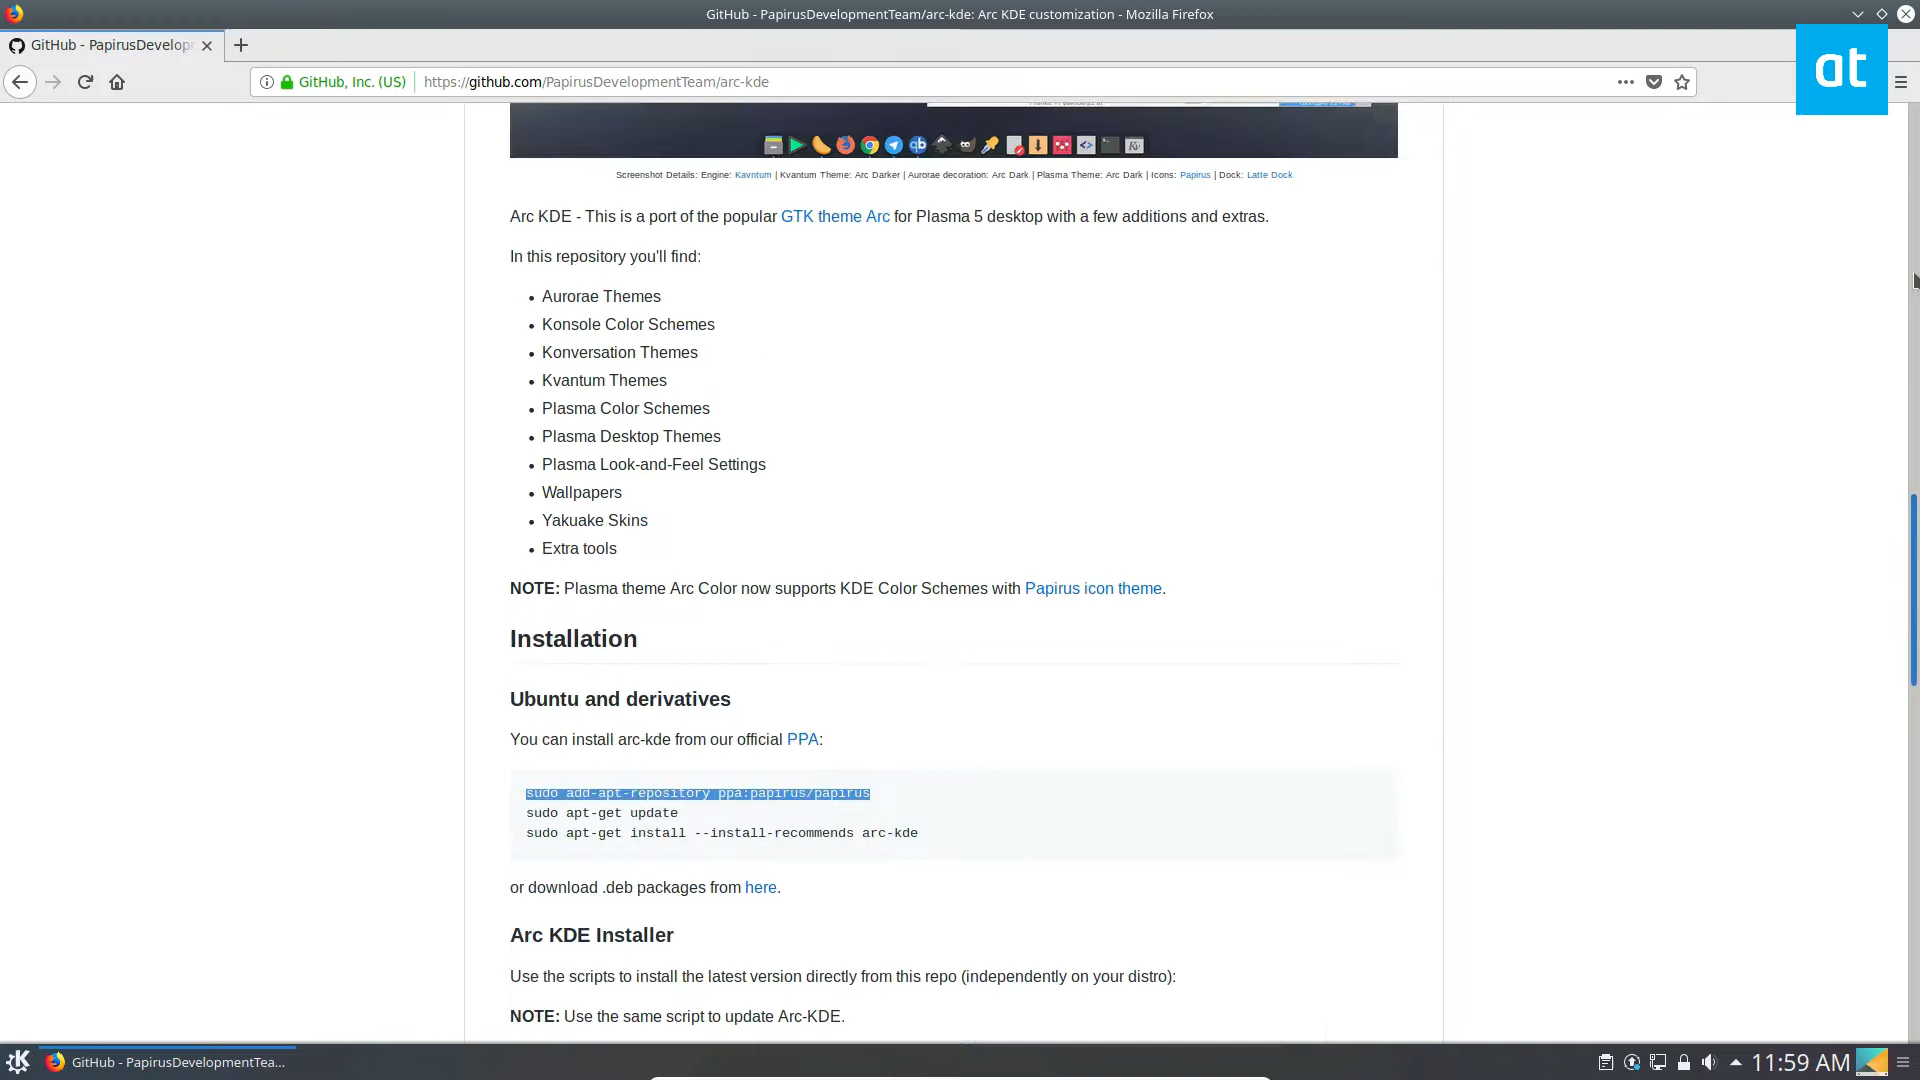 GitHub - PapirusDevelopmentTeam/arc-kde: Arc KDE customization - Mozilla Firefox
GitHub - PapirusDevelopm
at
GitHub, Inc. (US)
https://github.com/PapirusDevelopmentTeam/arc-kde
qb
Kv
Screenshot Details: Engine: Kavntum | Kvantum Theme: Arc Darker | Aurorae decoration: Arc Dark | Plasma Theme: Arc Dark | Icons: Papirus | Dock: Latte Dock
Arc KDE - This is a port of the popular GTK theme Arc for Plasma 5 desktop with a few additions and extras.
In this repository you'll find:
Aurorae Themes
Konsole Color Schemes
Konversation Themes
Kvantum Themes
Plasma Color Schemes
Plasma Desktop Themes
Plasma Look-and-Feel Settings
Wallpapers
Yakuake Skins
Extra tools
NOTE: Plasma theme Arc Color now supports KDE Color Schemes with Papirus icon theme.
Installation
Ubuntu and derivatives
You can install arc-kde from our official PPA:
sudo add-apt-repository ppa:papirus/papirus
sudo apt-get update
sudo apt-get install --install-recommends arc-kde
or download .deb packages from here.
Arc KDE Installer
Use the scripts to install the latest version directly from this repo (independently on your distro):
NOTE: Use the same script to update Arc-KDE.
GitHub - PapirusDevelopmentTea...
11:59 AM